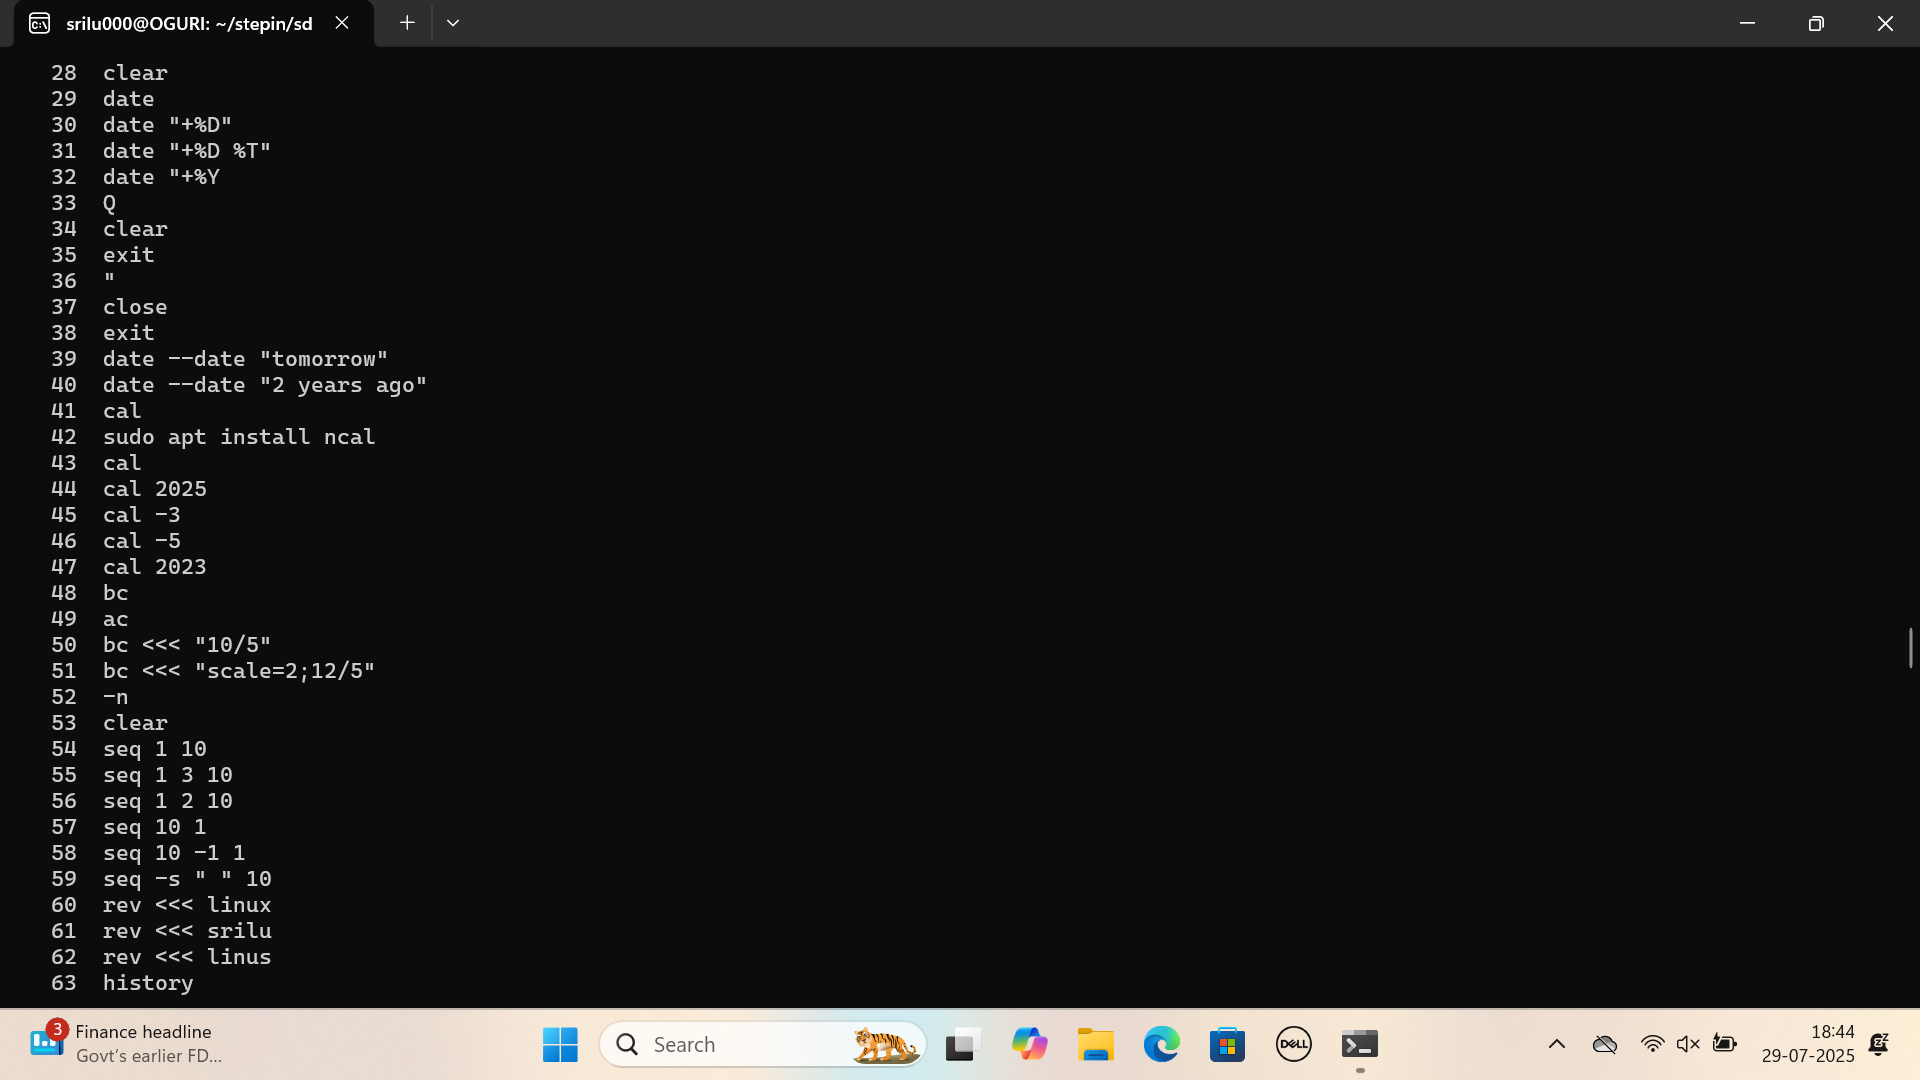 srilu000@OGURI: ~/stepin/sd
28 clear
29 date
30 date "+%D"
31 date "+%D %T"
32 date "+%Y
33 Q
34 clear
35 exit
36 "
37 close
38 exit
39 date --date "tomorrow"
40 date --date "2 years ago"
41 cal
42 sudo apt install ncal
43 cal
44 cal 2025
45 cal -3
46 cal -5
47 cal 2023
48 bc
49 ac
50 bc <<< "10/5"
51 bc <<< "scale=2;12/5"
52 -n
53 clear
54 seq 1 10
55 seq 1 3 10
56 seq 1 2 10
57 seq 10 1
58 seq 10 -1 1
59 seq -s " " 10
60 rev <<< linux
61 rev <<< srilu
62 rev <<< linus
63 history
3
Finance headline
Govt's earlier FD...
Search
DELL
18:44
29-07-2025